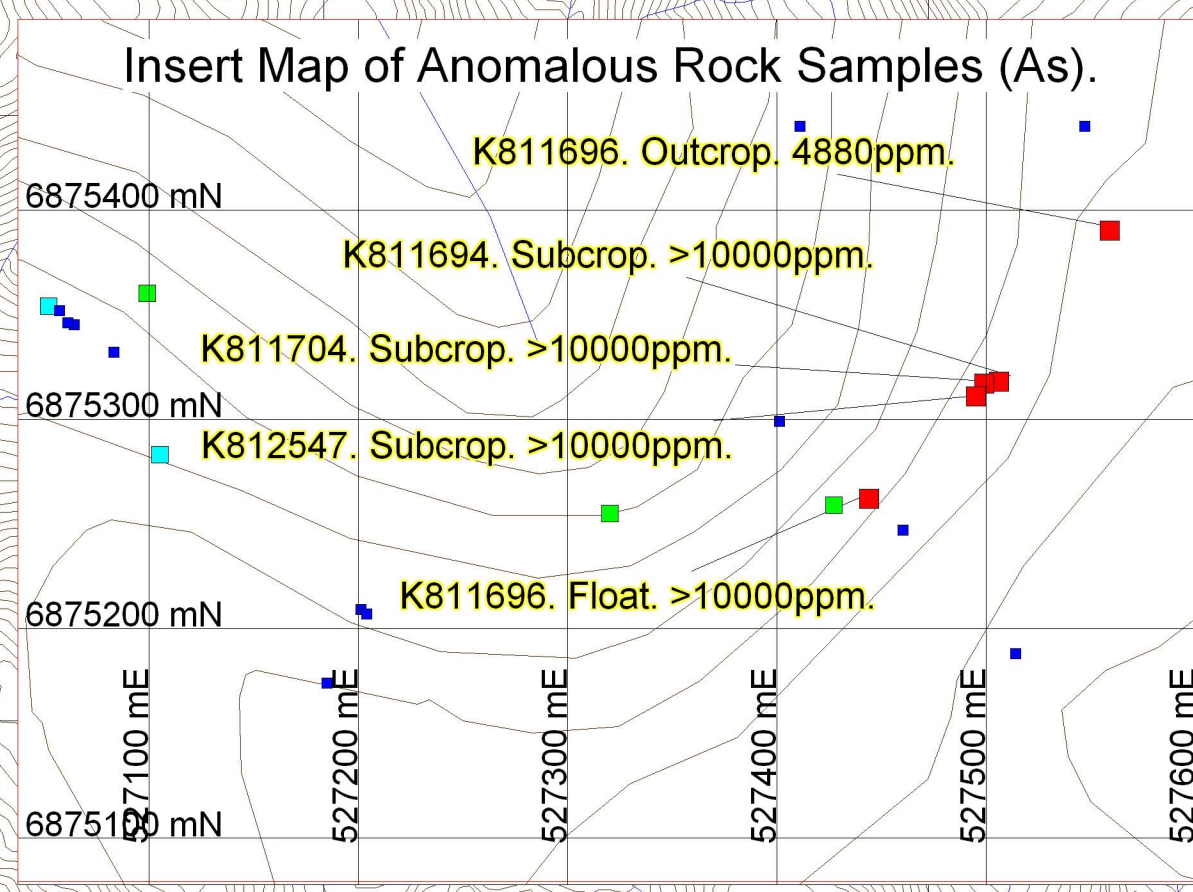 Insert Map of Anomalous Rock Samples (As).
K811696. Outcrop. 4880ppm.
6875400 mN
K811694. Subcrop. >10000ppm.
K811704. Subcrop. >10000ppm.
6875300 mN
K812547. Subcrop. >10000ppm.
K811696. Float. >10000ppm.
6875200 mN
527100 mE
527200 mE
527300 mE
527400 mE
527500 mE
527600 mE
6875100 mN